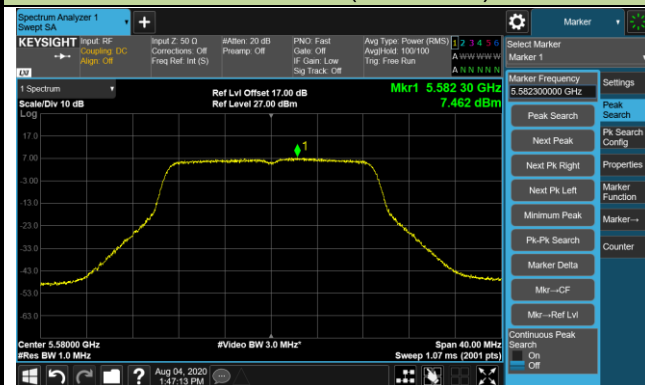 Spectrum Analyzer 1
Swept SA
Marker
KEYSIGHT
LXI
Input: RF
Coupling: DC
Align: Off
Input Z: 50 Ω
Corrections: Off
Freq Ref: Int (S)
#Atten: 20 dB
Preamp: Off
PNO: Fast
Gate: Off
IF Gain: Low
Sig Track: Off
Avg Type: Power (RMS)
Avg|Hold: 100/100
Trig: Free Run
1 2 3 4 5 6
A W W W W W
A N N N N N
Select Marker
Marker 1
1 Spectrum
Scale/Div 10 dB
Log
Ref Lvl Offset 17.00 dB
Ref Level 27.00 dBm
Mkr1 5.582 30 GHz
7.462 dBm
17.0
7.00
-3.00
-13.0
-23.0
-33.0
-43.0
-53.0
-63.0
1
Center 5.58000 GHz
#Res BW 1.0 MHz
#Video BW 3.0 MHz*
Span 40.00 MHz
Sweep 1.07 ms (2001 pts)
Marker Frequency
5.582300000 GHz
Peak Search
Next Peak
Next Pk Right
Next Pk Left
Minimum Peak
Pk-Pk Search
Marker Delta
Mkr→CF
Mkr→Ref Lvl
Continuous Peak
Search
On
Off
Settings
Peak
Search
Pk Search
Config
Properties
Marker
Function
Marker→
Counter
?
Aug 04, 2020
1:47:13 PM